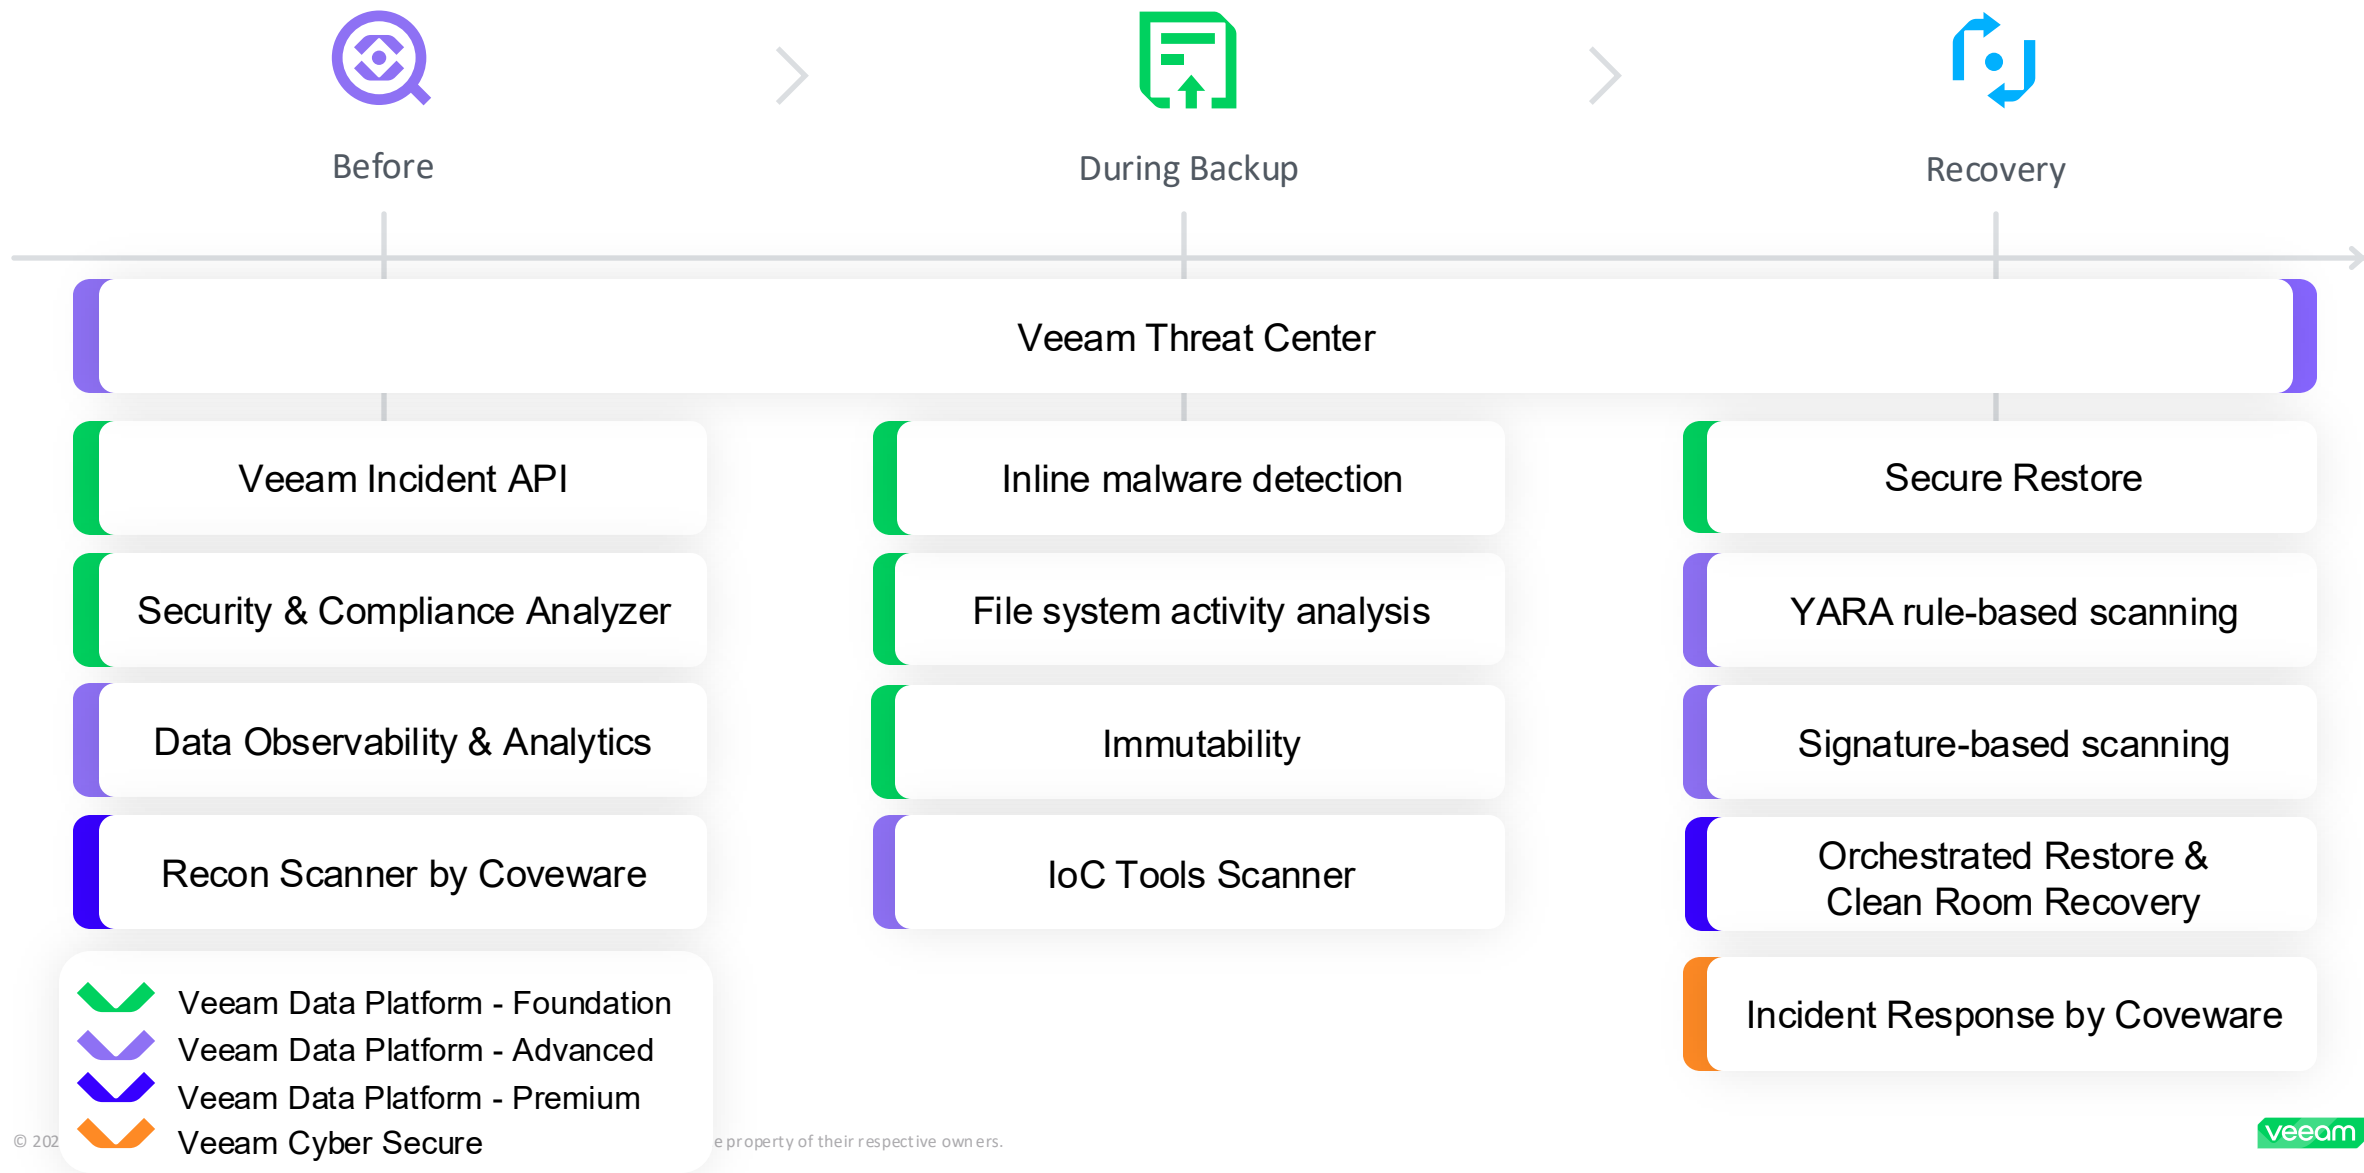 Before
During Backup
Recovery
Veeam Threat Center
Veeam Incident API
Security & Compliance Analyzer
Data Observability & Analytics
Recon Scanner by Coveware
Inline malware detection
File system activity analysis
Immutability
IoC Tools Scanner
Secure Restore
YARA rule-based scanning
Signature-based scanning
Orchestrated Restore &
Clean Room Recovery
Incident Response by Coveware
Veeam Data Platform - Foundation
Veeam Data Platform - Advanced
Veeam Data Platform - Premium
Veeam Cyber Secure
© 202
property of their respective owners.
veeam